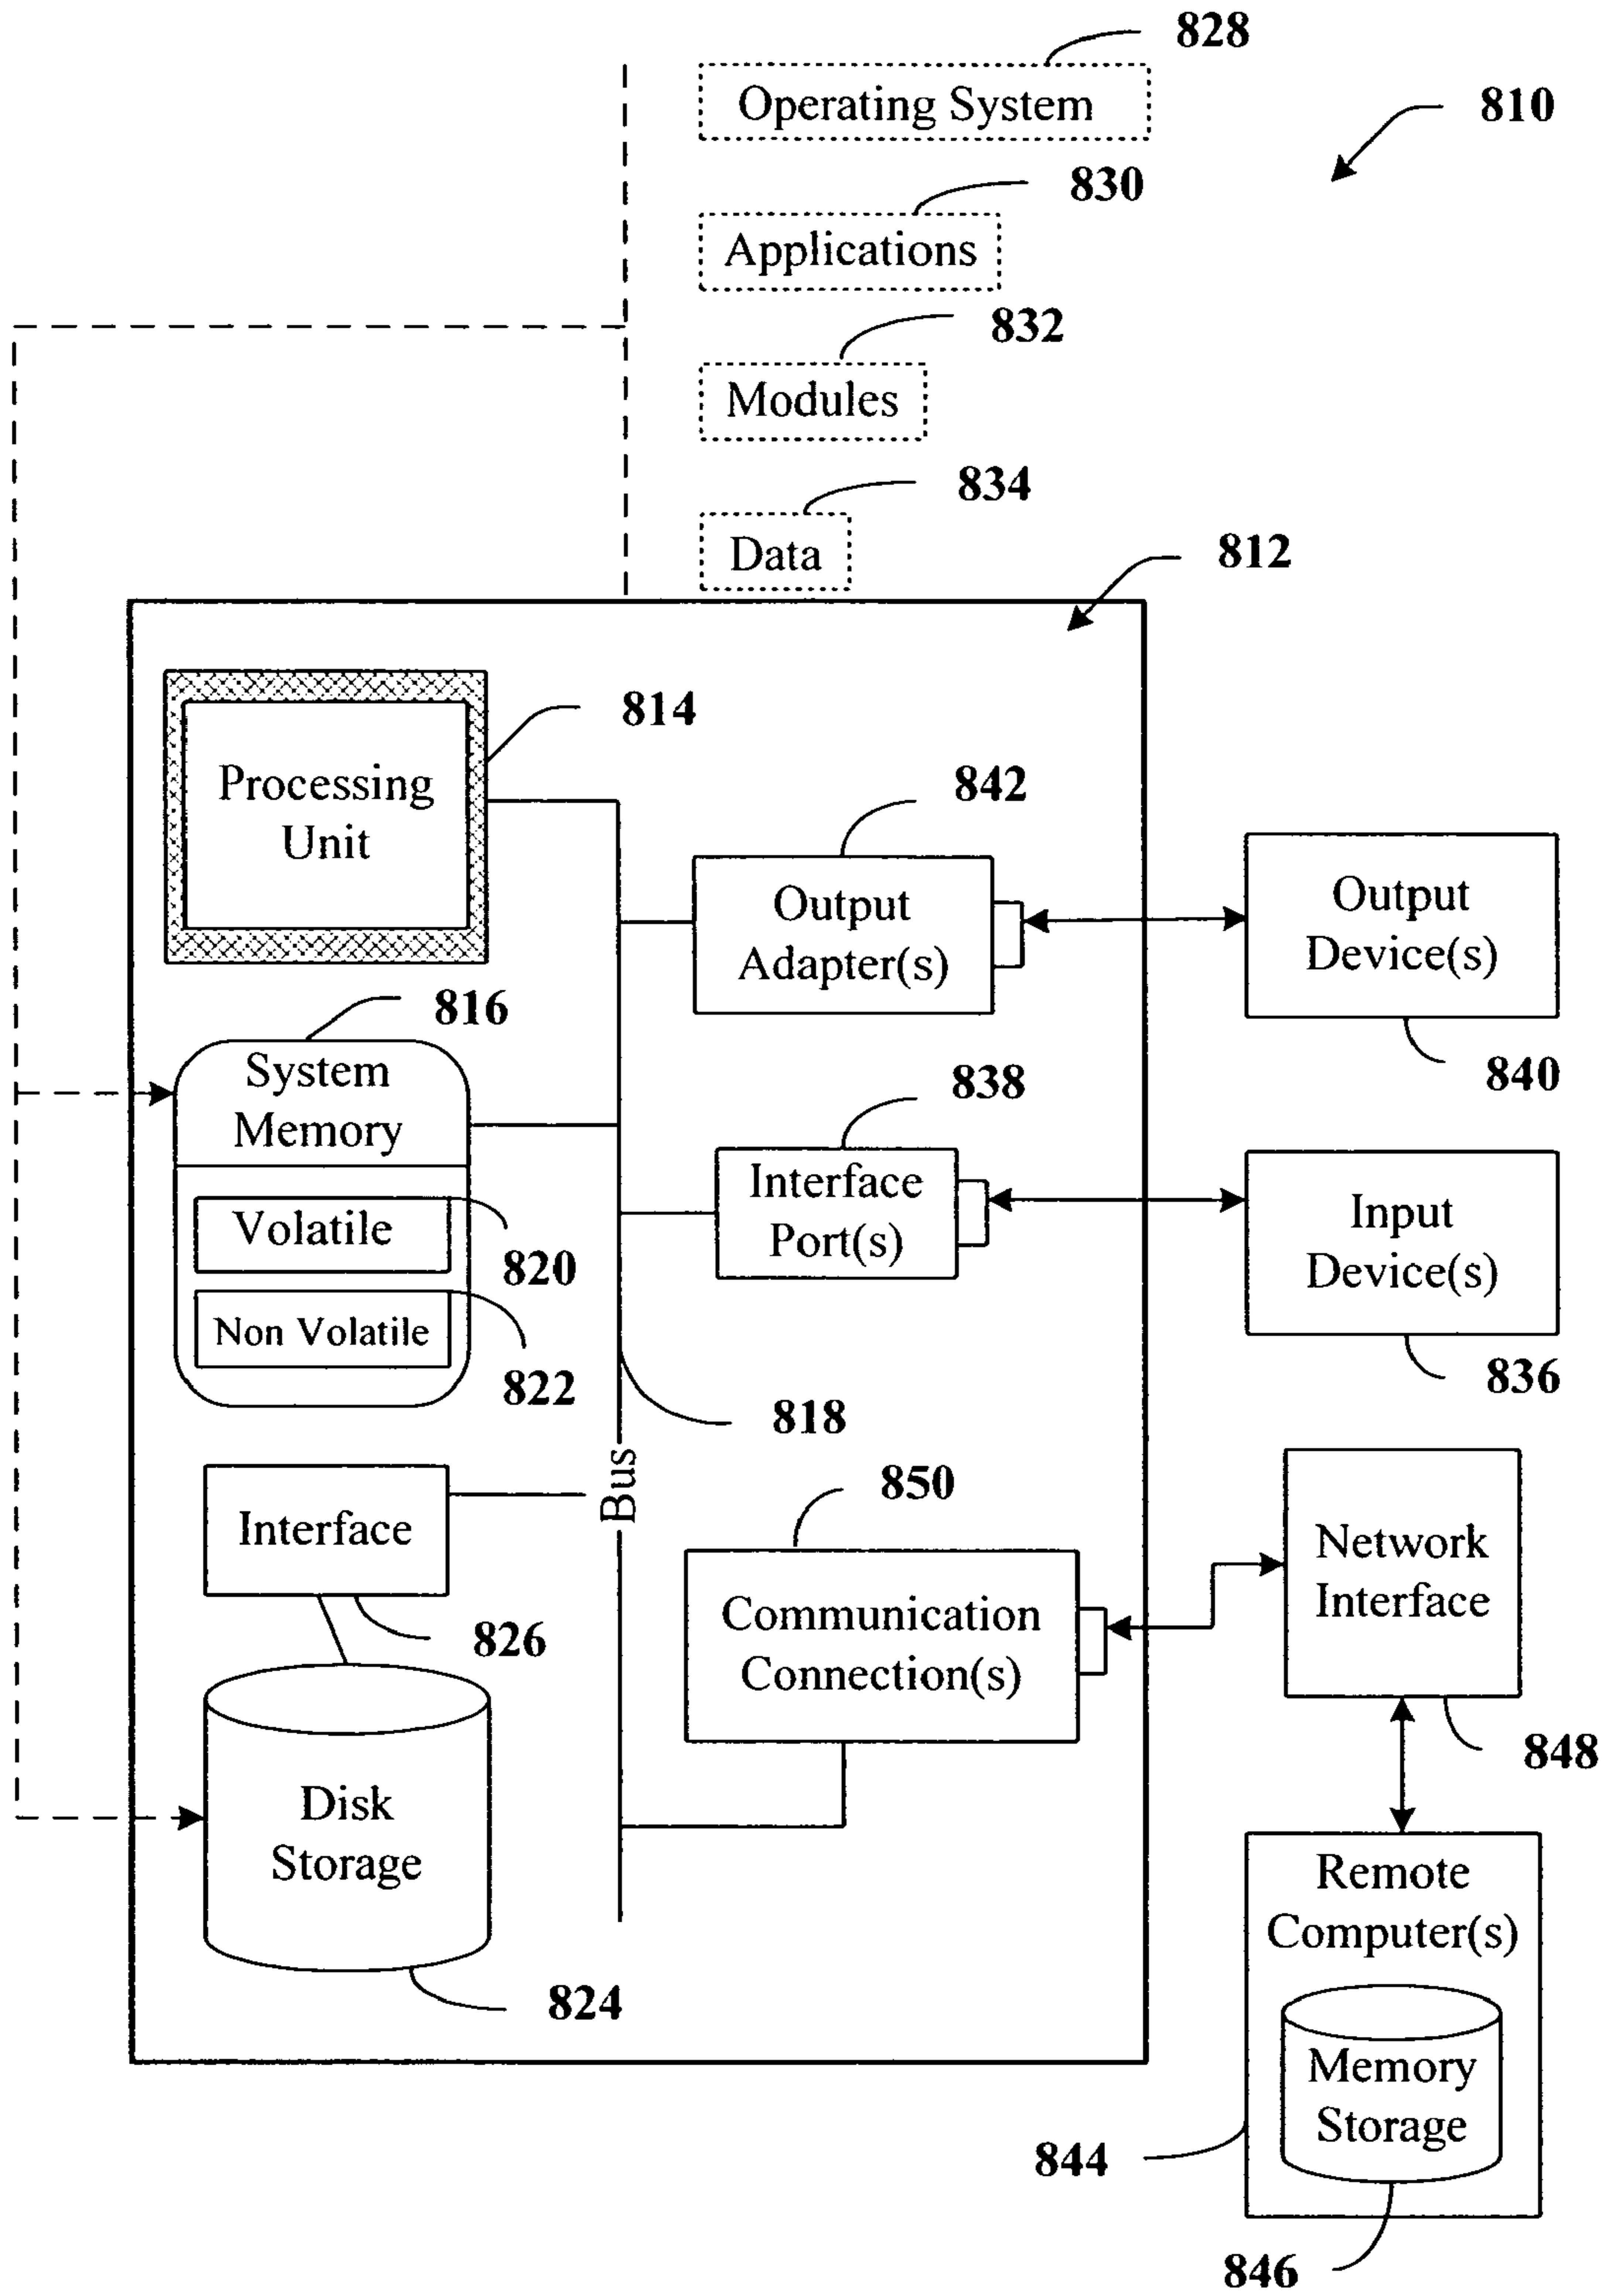 828
Operating System
810
830
Applications
832
Modules
834
Data
812
Processing
Unit
814
842
Output
Adapter(s)
Output
Device(s)
840
816
System
Memory
838
Interface
Port(s)
Input
Device(s)
836
Volatile
820
Non Volatile
822
818
Bus
850
Interface
826
Communication
Connection(s)
Network
Interface
848
Disk
Storage
824
Remote
Computer(s)
Memory
Storage
844
846